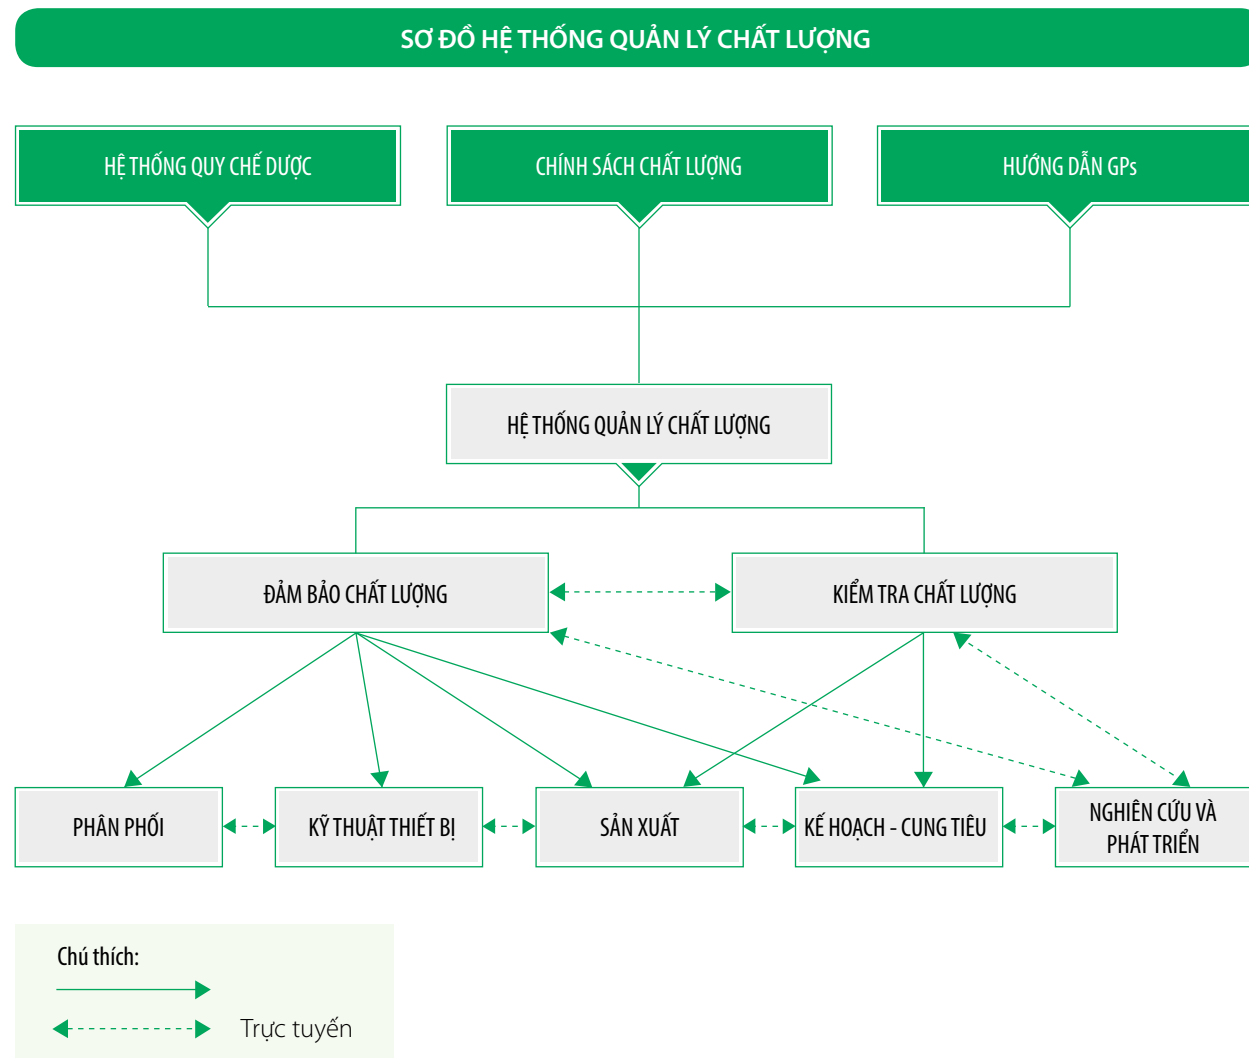 SƠ ĐỒ HỆ THỐNG QUẢN LÝ CHẤT LƯỢNG
HỆ THỐNG QUY CHẾ DƯỢC
CHÍNH SÁCH CHẤT LƯỢNG
HƯỚNG DẪN GPs
HỆ THỐNG QUẢN LÝ CHẤT LƯỢNG
ĐẢM BẢO CHẤT LƯỢNG
KIỂM TRA CHẤT LƯỢNG
PHÂN PHỐI
KỸ THUẬT THIẾT BỊ
SẢN XUẤT
KẾ HOẠCH - CUNG TIÊU
NGHIÊN CỨU VÀ
PHÁT TRIỂN
Chú thích:
Trực tuyến